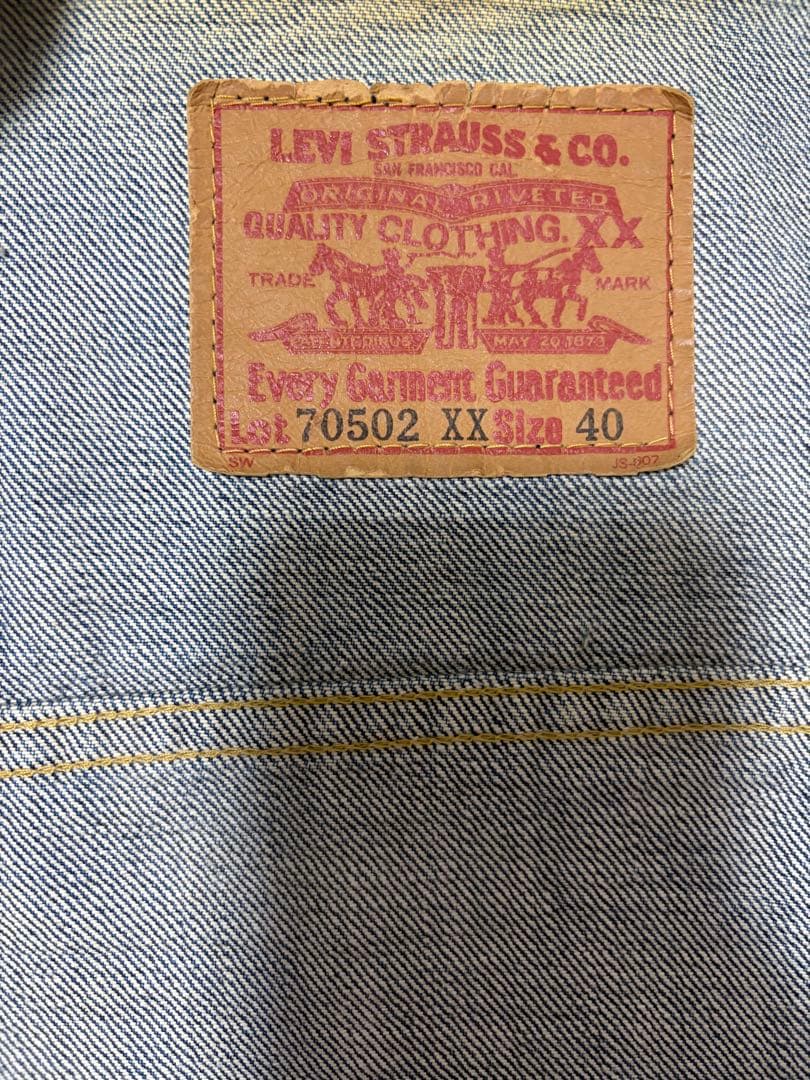 LEVI STRAUSS & CO.
SAN FRANCISCO CAL.
ORIGINAL RIVETED
QUALITY CLOTHING. XX
TRADE MARK
MAY 20 1873
Every Garment Guaranteed
Lot 70502 XX Size 40
SW JS-007